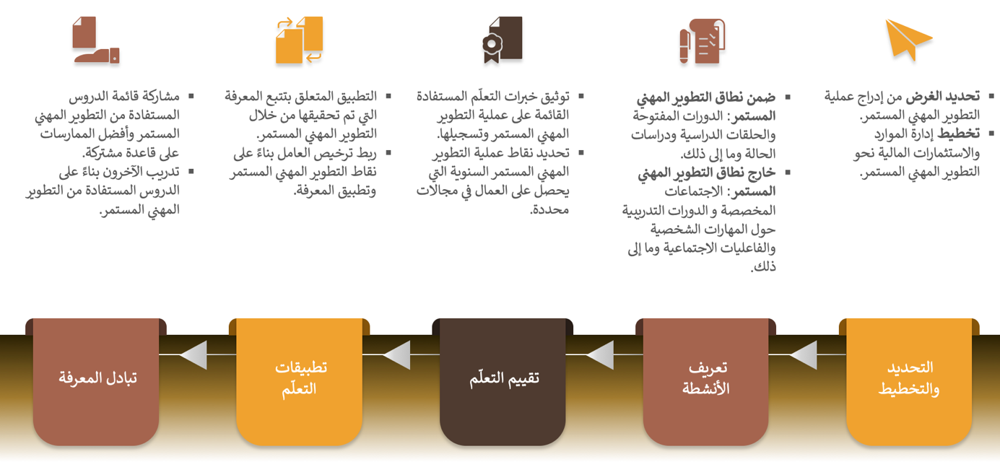 ▪ تحديد الغرض من إدراج عملية
التطوير المهني المستمر.
▪ تخطيط إدارة الموارد
والاستثمارات المالية نحو
التطوير المهني المستمر.
▪ ضمن نطاق التطوير المهني
المستمر: الدورات المفتوحة
والحلقات الدراسية ودراسات
الحالة وما إلى ذلك.
▪ خارج نطاق التطوير المهني
المستمر: الاجتماعات
المخصصة و الدورات التدريبية
حول المهارات الشخصية
والفاعليات الاجتماعية وما إلى
ذلك.
▪ توثيق خبرات التعلّم المستفادة
القائمة على عملية التطوير
المهني المستمر وتسجيلها.
▪ تحديد نقاط عملية التطوير
المهني المستمر السنوية التي
يحصل على العمال في مجالات
محددة.
▪ التطبيق المتعلق بتتبع المعرفة
التي تم تحقيقها من خلال
التطوير المهني المستمر.
▪ ربط ترخيص العامل بناءً على
نقاط التطوير المهني المستمر
وتطبيق المعرفة.
▪ مشاركة قائمة الدروس
المستفادة من التطوير المهني
المستمر وأفضل الممارسات
على قاعدة مشتركة.
▪ تدريب الآخرون بناءً على
الدروس المستفادة من التطوير
المهني المستمر.
التحديد
والتخطيط
تعريف
الأنشطة
تقييم التعلّم
تطبيقات
التعلّم
تبادل المعرفة